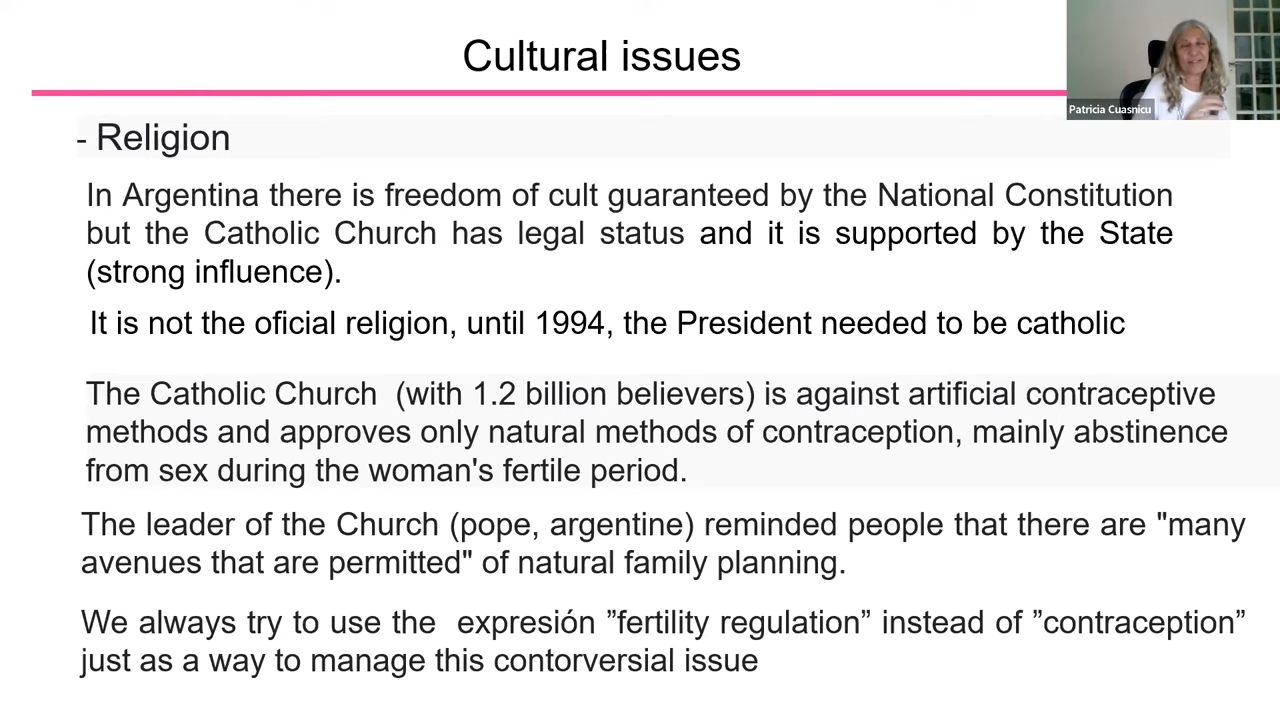 Cultural issues
Patricia Cuasnicu
- Religion
In Argentina there is freedom of cult guaranteed by the National Constitution
but the Catholic Church has legal status and it is supported by the State
(strong influence).
It is not the oficial religion, until 1994, the President needed to be catholic
The Catholic Church  (with 1.2 billion believers) is against artificial contraceptive
methods and approves only natural methods of contraception, mainly abstinence
from sex during the woman's fertile period.
The leader of the Church (pope, argentine) reminded people that there are "many
avenues that are permitted" of natural family planning.
We always try to use the  expresión ”fertility regulation” instead of ”contraception”
just as a way to manage this contorversial issue